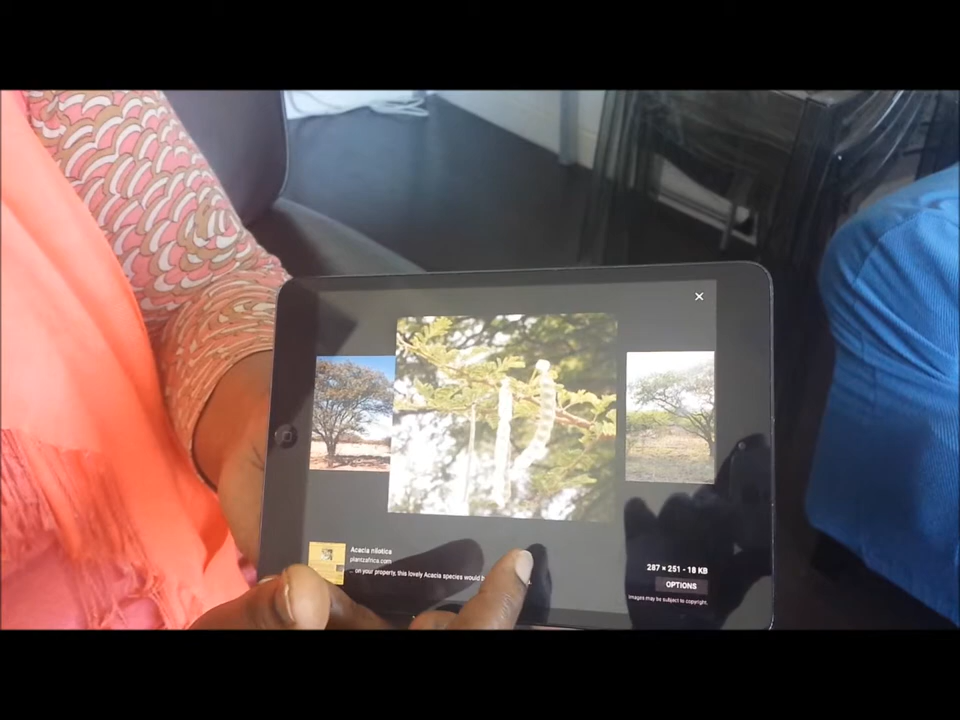 Acacia nilotica
plantzafrica.com
... on your property, this lovely Acacia species would b
287 × 251 - 18 KB
OPTIONS
Images may be subject to copyright.